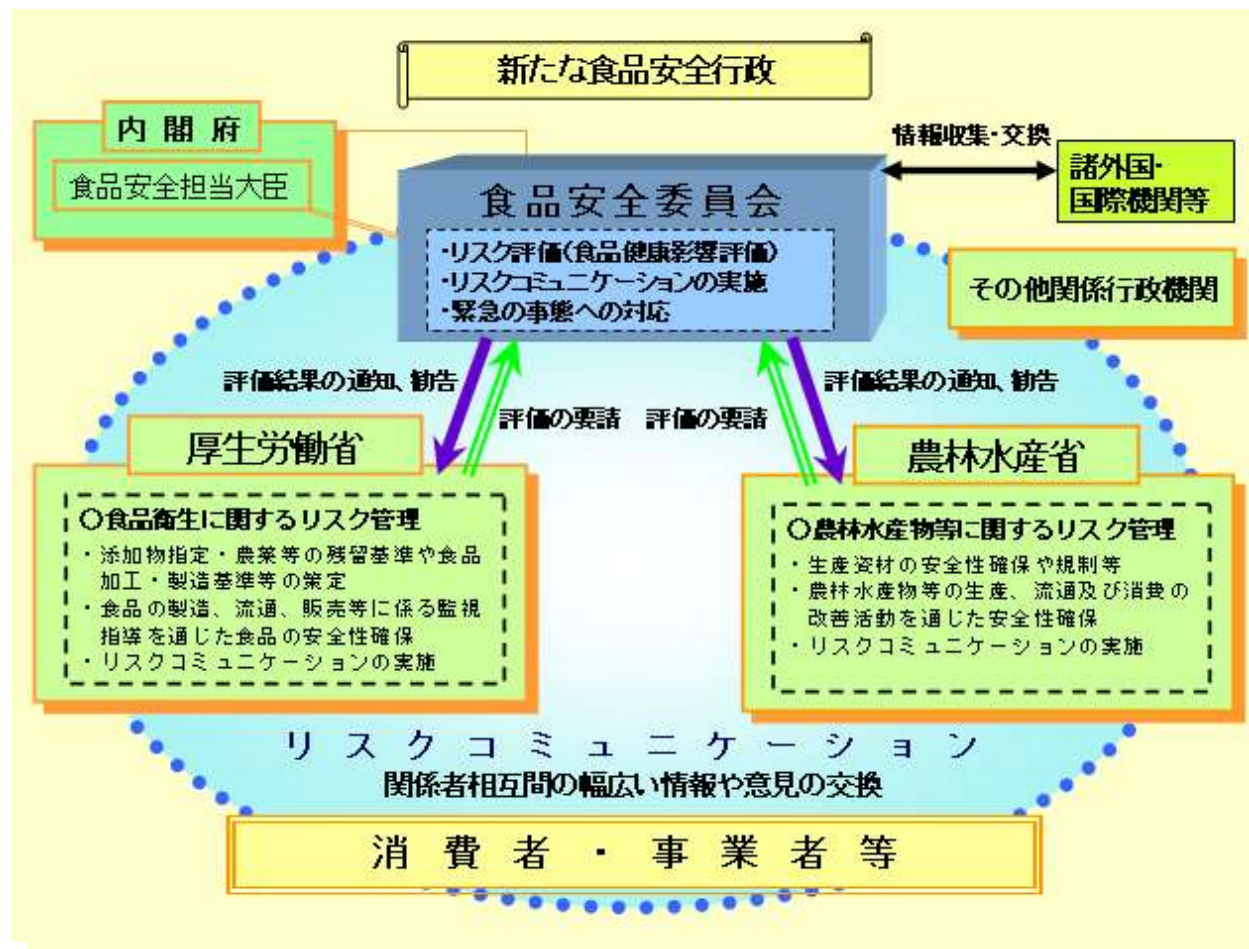 新たな食品安全行政
内閣府
食品安全担当大臣
情報収集・交換
諸外国・
国際機関等
食品安全委員会
・リスク評価(食品健康影響評価)
・リスクコミュニケーションの実施
・緊急の事態への対応
その他関係行政機関
評価結果の通知、勧告
評価の要請
評価の要請
評価結果の通知、勧告
厚生労働省
〇食品衛生に関するリスク管理
・添加物指定・農薬等の残留基準や食品
加工・製造基準等の策定
・食品の製造、流通、販売等に係る監視
指導を通じた食品の安全性確保
・リスクコミュニケーションの実施
農林水産省
〇農林水産物等に関するリスク管理
・生産資材の安全性確保や規制等
・農林水産物等の生産、流通及び消費の
改善活動を通じた安全性確保
・リスクコミュニケーションの実施
リスクコミュニケーション
関係者相互間の幅広い情報や意見の交換
消費者・事業者等